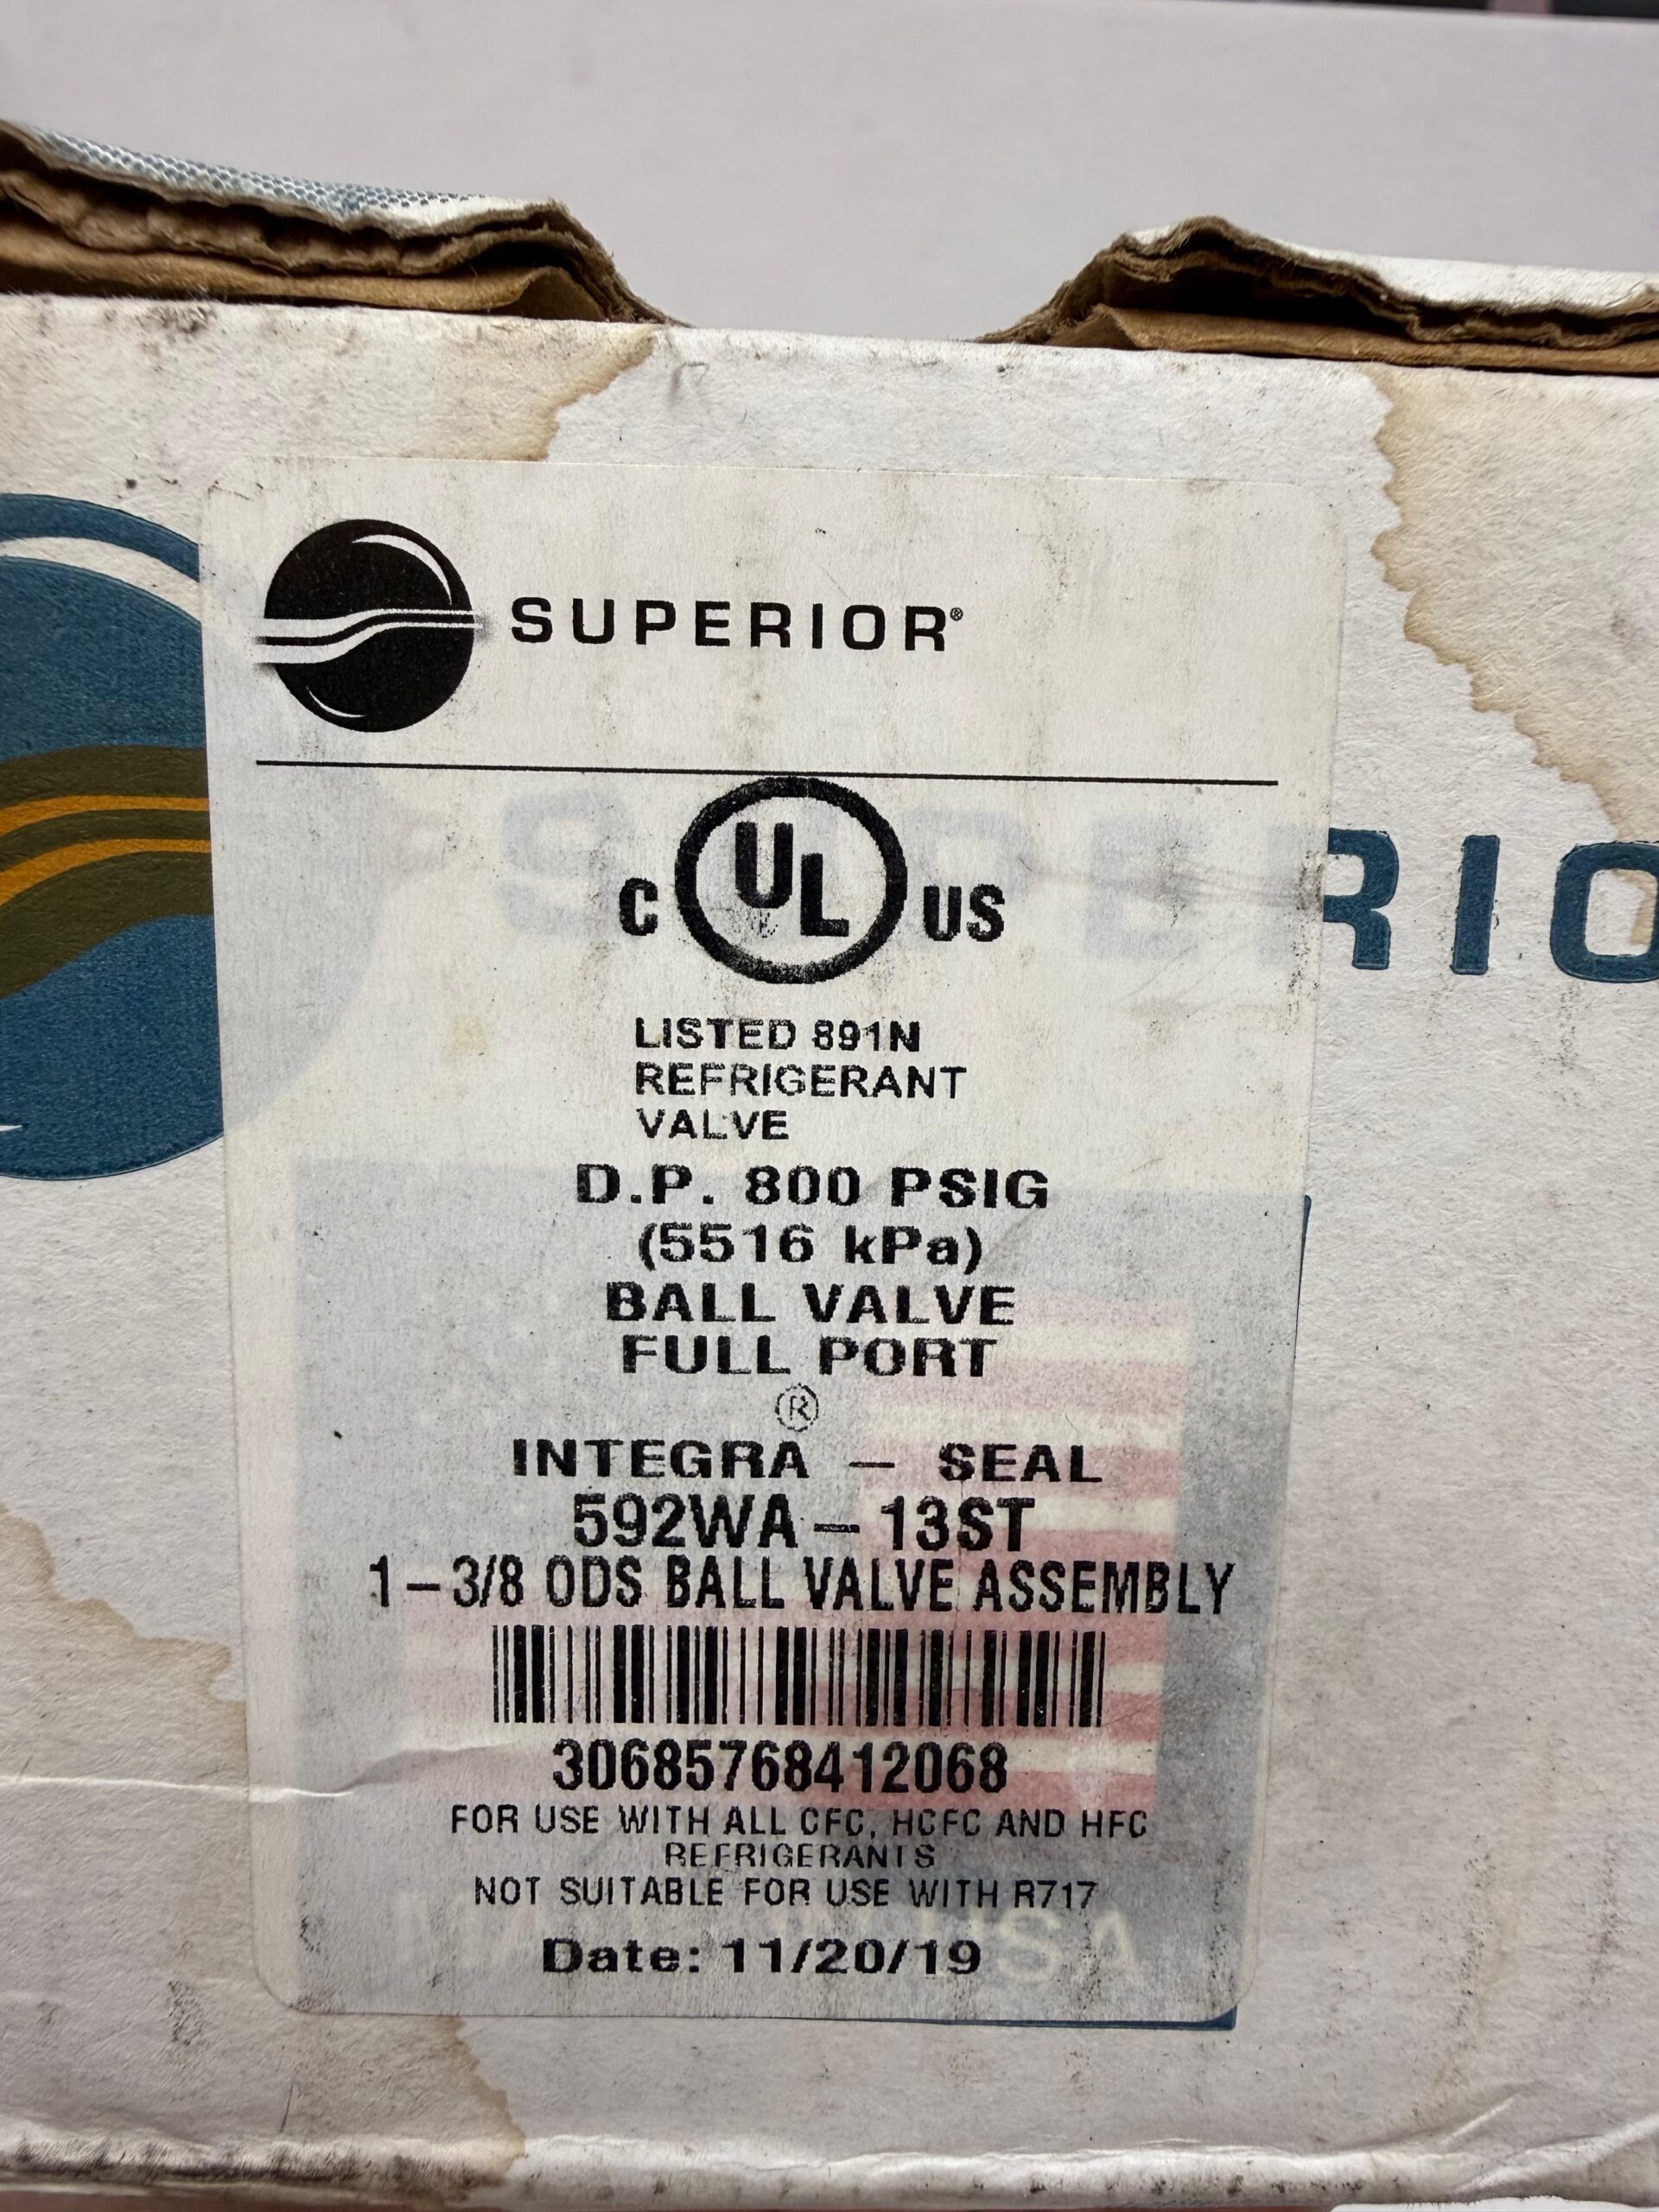 SUPERIOR®
C UL US
RIO
LISTED 891N
REFRIGERANT
VALVE
D.P. 800 PSIG
(5516 kPa)
BALL VALVE
FULL PORT
®
INTEGRA – SEAL
592WA – 13ST
1–3/8 ODS BALL VALVE ASSEMBLY
30685768412068
FOR USE WITH ALL CFC, HCFC AND HFC
REFRIGERANTS
NOT SUITABLE FOR USE WITH R717
Date: 11/20/19